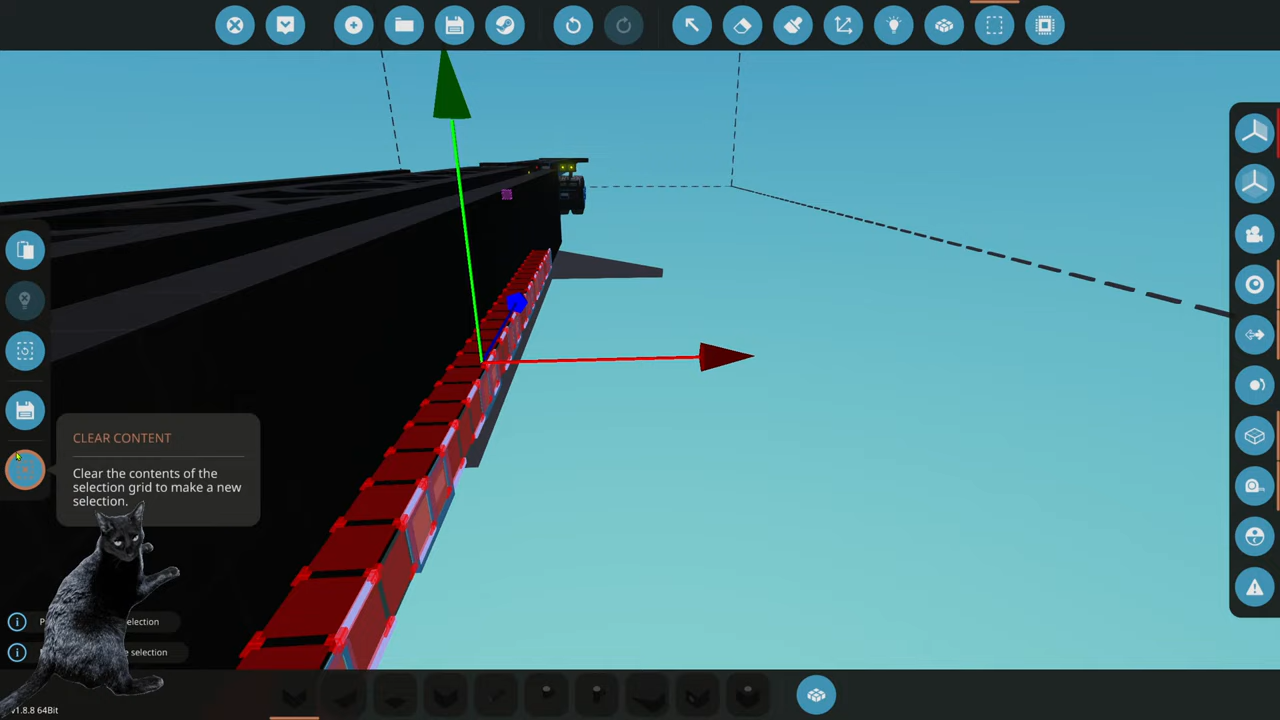 CLEAR CONTENT
Clear the contents of the
selection grid to make a new
selection.
election
e selection
v1.8.8 64Bit